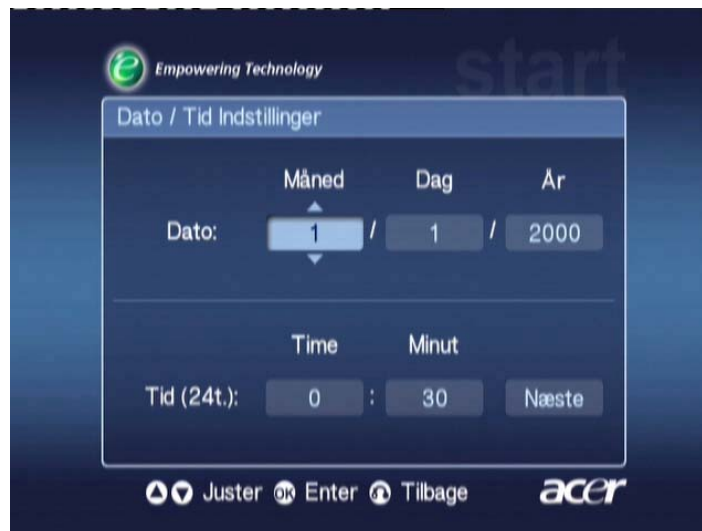 start
Empowering Technology
Dato / Tid Indstillinger
Måned Dag År
Dato: 1 / 1 / 2000
Time Minut
Tid (24t.): 0 : 30 Næste
Juster OK Enter Tilbage acer